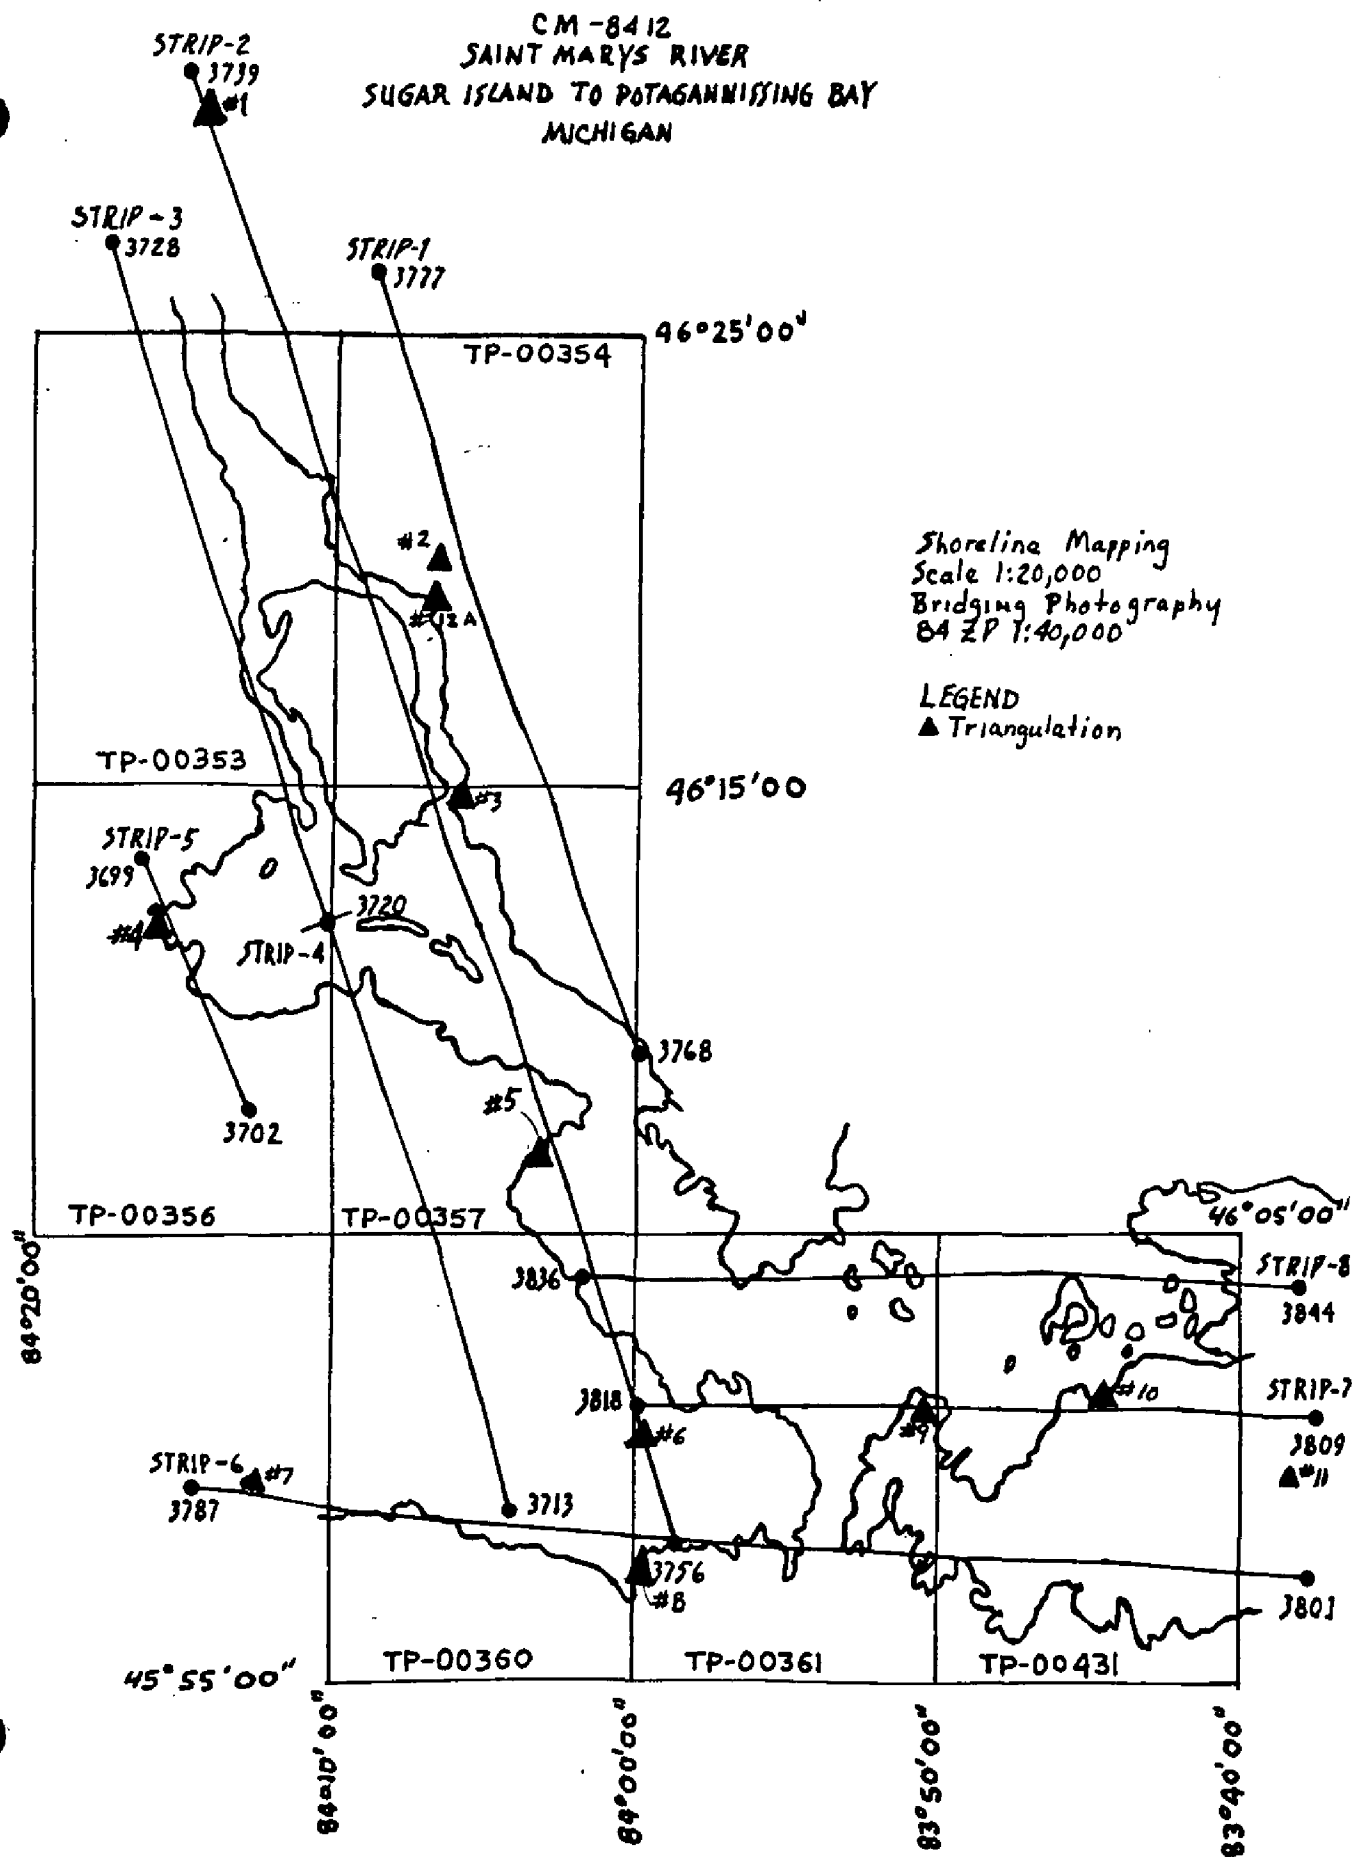 CM-8412
SAINT MARYS RIVER
SUGAR ISLAND TO POTAGANNISSING BAY
MICHIGAN
STRIP-2
3739
#1
STRIP-3
3728
STRIP-1
3777
46°25'00"
TP-00354
#2
#12A
Shoreline Mapping
Scale 1:20,000
Bridging Photography
84 ZP 1:40,000
LEGEND
Triangulation
TP-00353
46°15'00
#3
STRIP-5
3699
#4
3720
STRIP-4
3768
#5
3702
TP-00356
TP-00357
46°05'00"
84°20'00"
3836
STRIP-8
3844
3818
#6
#9
#10
STRIP-7
3809
#11
STRIP-6
#7
3787
3713
3756
#8
3803
45°55'00"
TP-00360
TP-00361
TP-00431
84°10'00"
84°00'00"
83°50'00"
83°40'00"